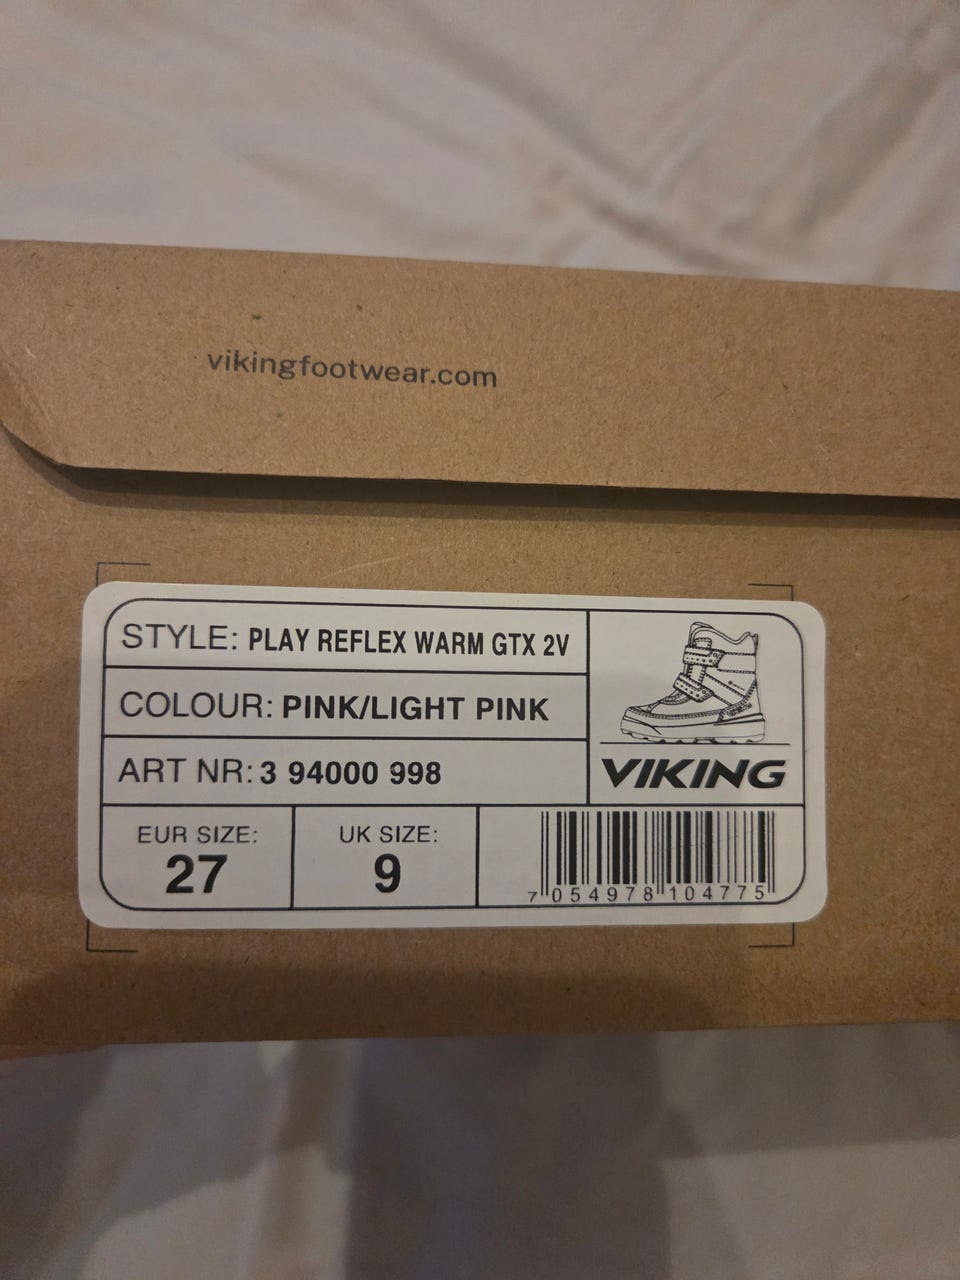 vikingfootwear.com
STYLE: PLAY REFLEX WARM GTX 2V
COLOUR: PINK/LIGHT PINK
ART NR: 3 94000 998
VIKING
EUR SIZE:
27
UK SIZE:
9
7 054978 104775